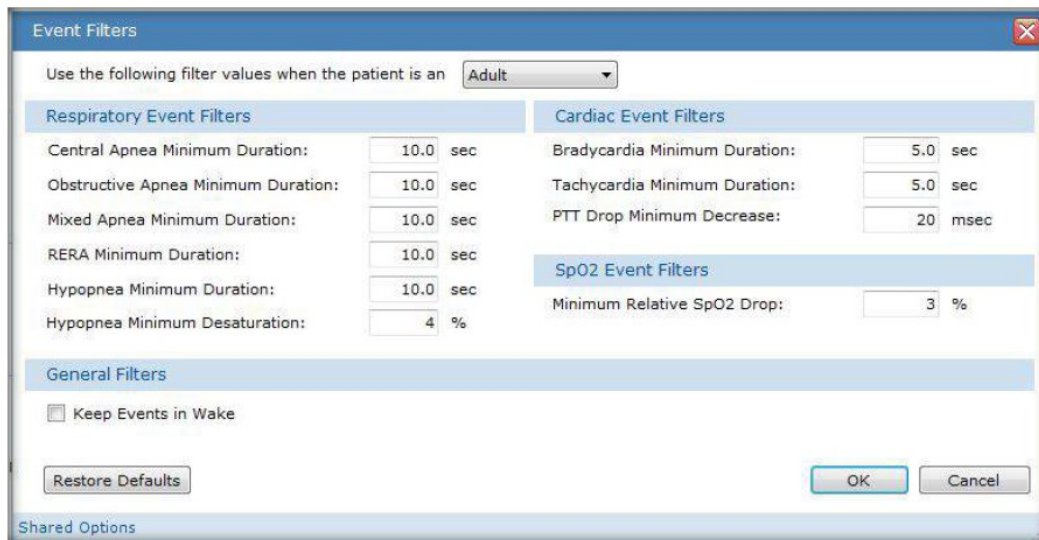 Event Filters
Use the following filter values when the patient is an Adult
Respiratory Event Filters
Central Apnea Minimum Duration: 10.0 sec
Obstructive Apnea Minimum Duration: 10.0 sec
Mixed Apnea Minimum Duration: 10.0 sec
RERA Minimum Duration: 10.0 sec
Hypopnea Minimum Duration: 10.0 sec
Hypopnea Minimum Desaturation: 4 %
Cardiac Event Filters
Bradycardia Minimum Duration: 5.0 sec
Tachycardia Minimum Duration: 5.0 sec
PTT Drop Minimum Decrease: 20 msec
SpO2 Event Filters
Minimum Relative SpO2 Drop: 3 %
General Filters
Keep Events in Wake
Restore Defaults OK Cancel
Shared Options